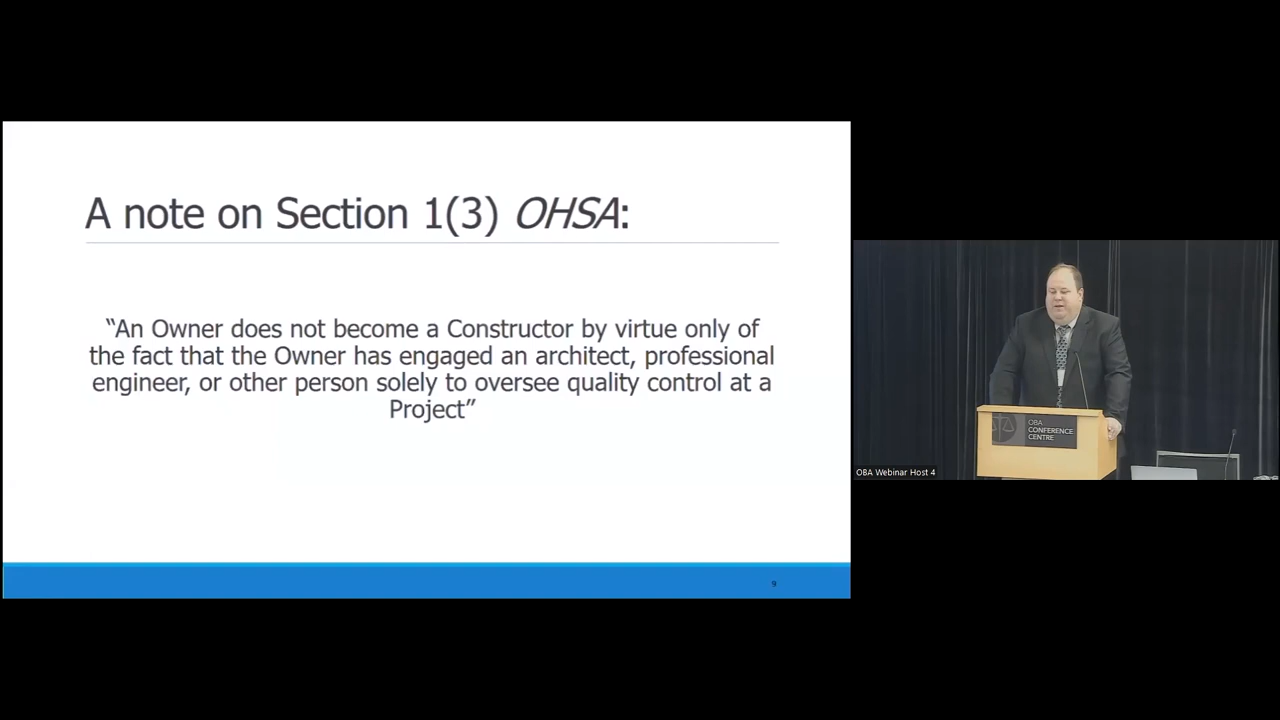 A note on Section 1(3) OHSA:
“An Owner does not become a Constructor by virtue only of
the fact that the Owner has engaged an architect, professional
engineer, or other person solely to oversee quality control at a
Project”
9
OBA
CONFERENCE
CENTRE
OBA Webinar Host 4